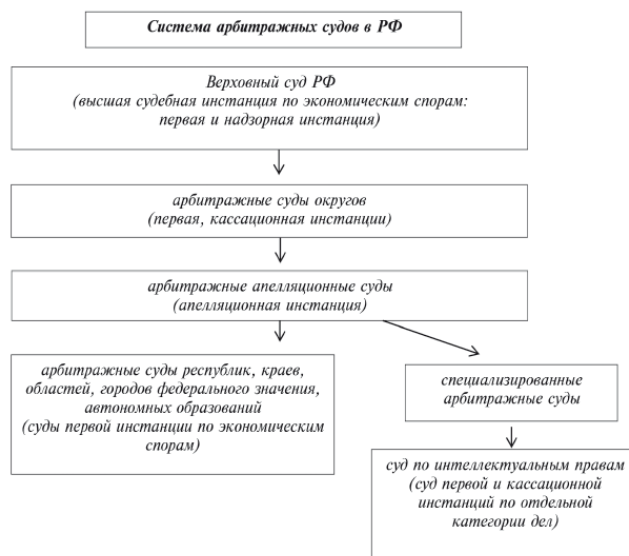 Система арбитражных судов в РФ
Верховный суд РФ
(высшая судебная инстанция по экономическим спорам:
первая и надзорная инстанция)
арбитражные суды округов
(первая, кассационная инстанции)
арбитражные апелляционные суды
(апелляционная инстанция)
арбитражные суды республик, краев,
областей, городов федерального значения,
автономных образований
(суды первой инстанции по экономическим
спорам)
специализированные
арбитражные суды
суд по интеллектуальным правам
(суд первой и кассационной
инстанций по отдельной
категории дел)